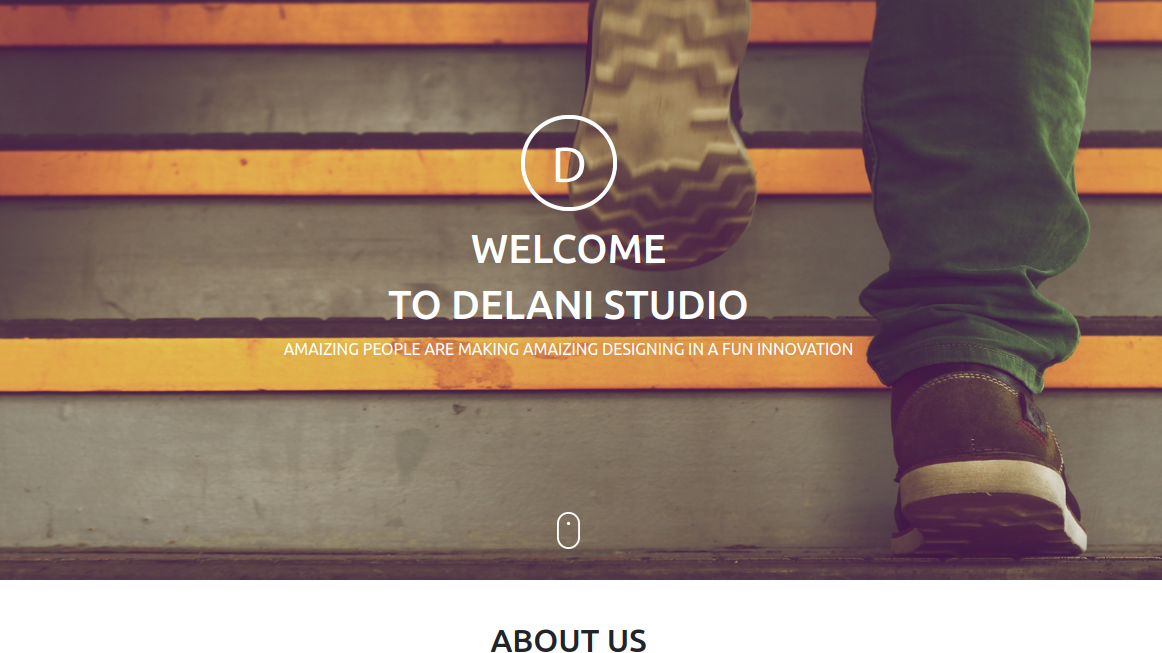 D
WELCOME
TO DELANI STUDIO
AMAIZING PEOPLE ARE MAKING AMAIZING DESIGNING IN A FUN INNOVATION
ABOUT US